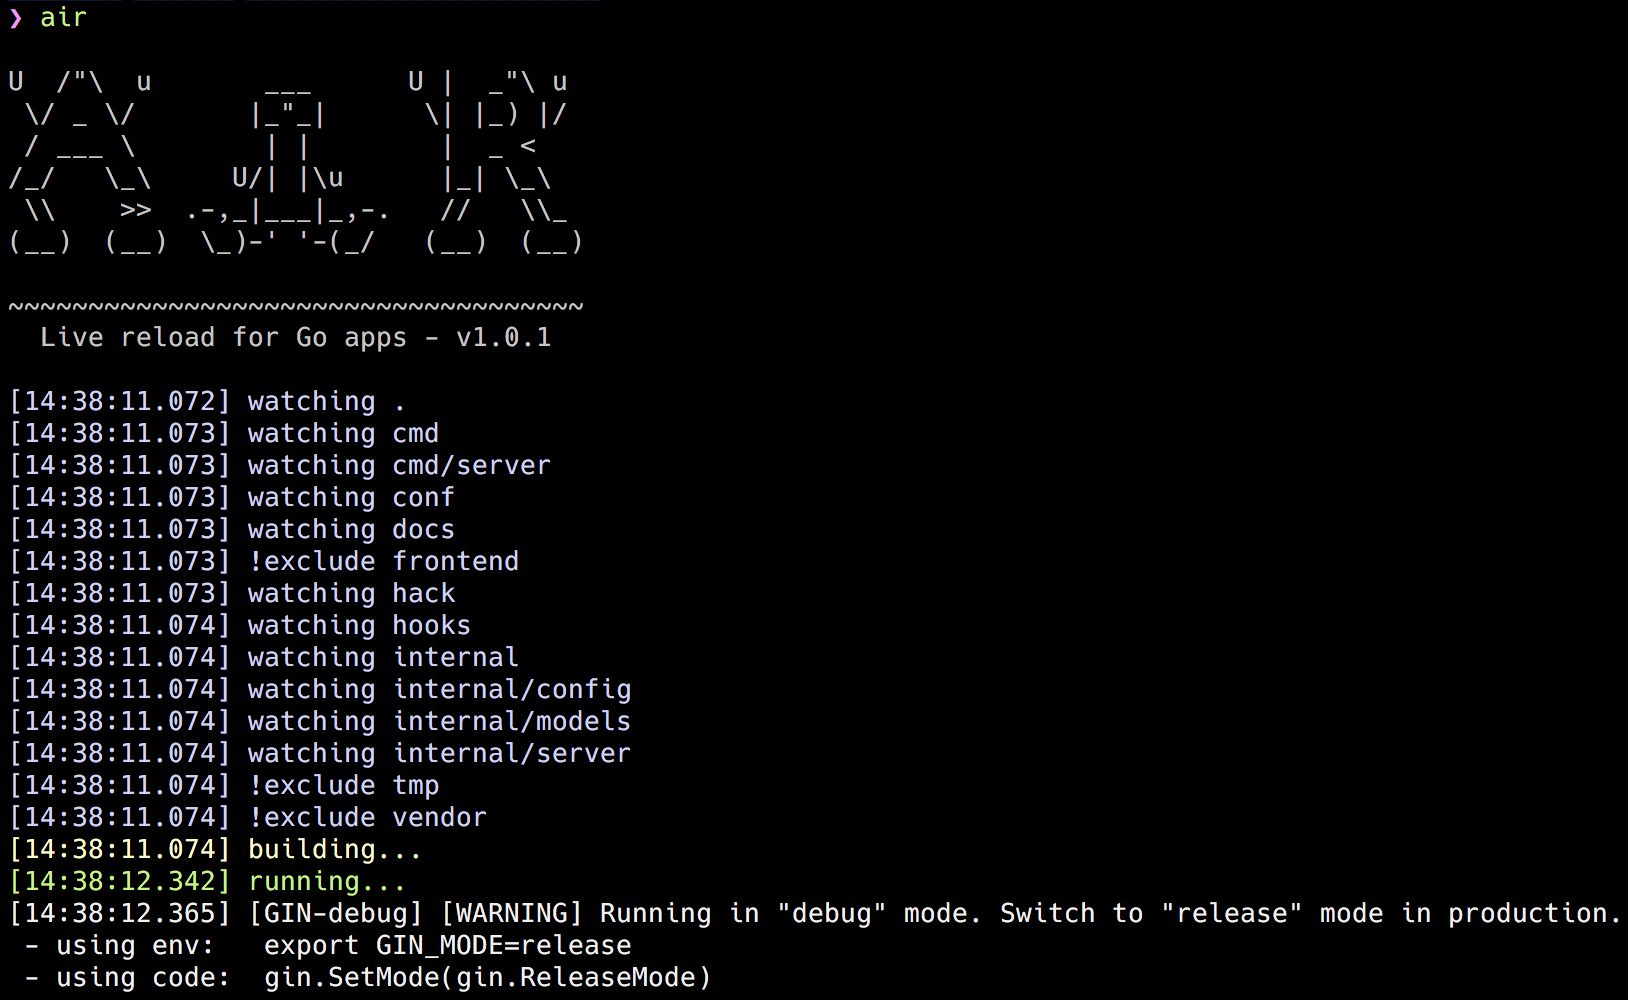 ❯ air

U  /"\  u       ___      U |  _"\ u
 \/ _ \/       |_"_|      \| |_) |/
 / ___ \        | |        |  _ <
/_/   \_\     U/| |\u      |_| \_\
 \\    >>  .-,_|___|_,-.   //   \\_
(__)  (__)  \_)-' '-(_/   (__)  (__)

~~~~~~~~~~~~~~~~~~~~~~~~~~~~~~~~~~~~
  Live reload for Go apps - v1.0.1

[14:38:11.072] watching .
[14:38:11.073] watching cmd
[14:38:11.073] watching cmd/server
[14:38:11.073] watching conf
[14:38:11.073] watching docs
[14:38:11.073] !exclude frontend
[14:38:11.073] watching hack
[14:38:11.074] watching hooks
[14:38:11.074] watching internal
[14:38:11.074] watching internal/config
[14:38:11.074] watching internal/models
[14:38:11.074] watching internal/server
[14:38:11.074] !exclude tmp
[14:38:11.074] !exclude vendor
[14:38:11.074] building...
[14:38:12.342] running...
[14:38:12.365] [GIN-debug] [WARNING] Running in "debug" mode. Switch to "release" mode in production.
 - using env:   export GIN_MODE=release
 - using code:  gin.SetMode(gin.ReleaseMode)